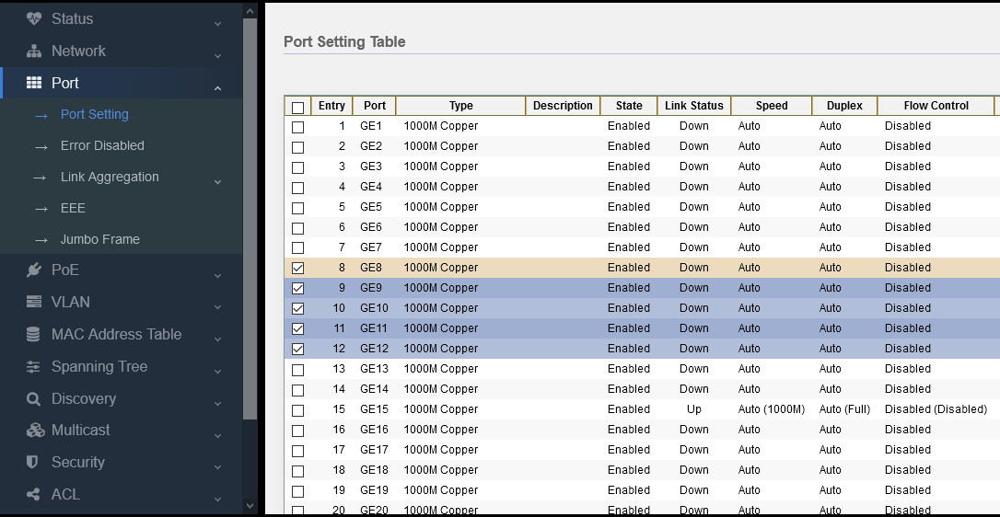 Status
Network
Port
Port Setting
Error Disabled
Link Aggregation
EEE
Jumbo Frame
PoE
VLAN
MAC Address Table
Spanning Tree
Discovery
Multicast
Security
ACL
Port Setting Table
Entry Port Type Description State Link Status Speed Duplex Flow Control
1 GE1 1000M Copper Enabled Down Auto Auto Disabled
2 GE2 1000M Copper Enabled Down Auto Auto Disabled
3 GE3 1000M Copper Enabled Down Auto Auto Disabled
4 GE4 1000M Copper Enabled Down Auto Auto Disabled
5 GE5 1000M Copper Enabled Down Auto Auto Disabled
6 GE6 1000M Copper Enabled Down Auto Auto Disabled
7 GE7 1000M Copper Enabled Down Auto Auto Disabled
8 GE8 1000M Copper Enabled Down Auto Auto Disabled
9 GE9 1000M Copper Enabled Down Auto Auto Disabled
10 GE10 1000M Copper Enabled Down Auto Auto Disabled
11 GE11 1000M Copper Enabled Down Auto Auto Disabled
12 GE12 1000M Copper Enabled Down Auto Auto Disabled
13 GE13 1000M Copper Enabled Down Auto Auto Disabled
14 GE14 1000M Copper Enabled Down Auto Auto Disabled
15 GE15 1000M Copper Enabled Up Auto (1000M) Auto (Full) Disabled (Disabled)
16 GE16 1000M Copper Enabled Down Auto Auto Disabled
17 GE17 1000M Copper Enabled Down Auto Auto Disabled
18 GE18 1000M Copper Enabled Down Auto Auto Disabled
19 GE19 1000M Copper Enabled Down Auto Auto Disabled
20 GE20 1000M Copper Enabled Down Auto Auto Disabled